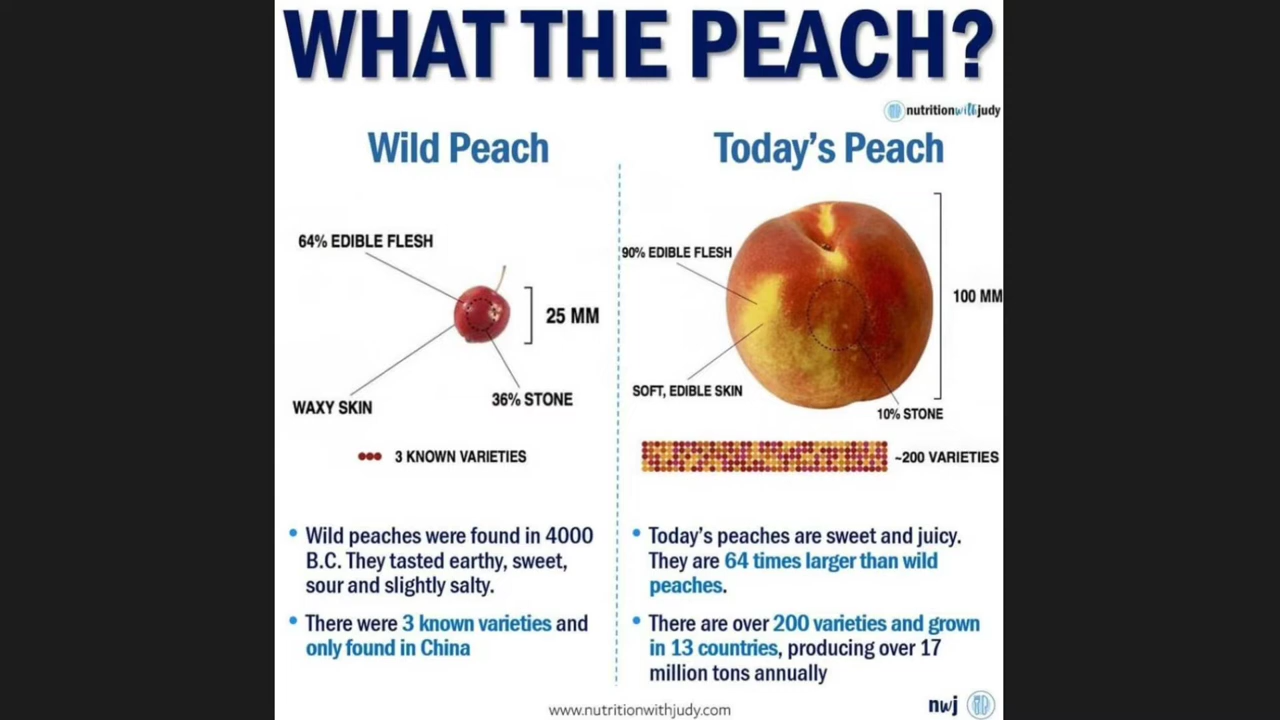 WHAT THE PEACH?
nutritionwithjudy
Wild Peach
64% EDIBLE FLESH
25 MM
WAXY SKIN
36% STONE
3 KNOWN VARIETIES
• Wild peaches were found in 4000
B.C. They tasted earthy, sweet,
sour and slightly salty.
• There were 3 known varieties and
only found in China
Today's Peach
90% EDIBLE FLESH
100 MM
SOFT, EDIBLE SKIN
10% STONE
~200 VARIETIES
• Today's peaches are sweet and juicy.
They are 64 times larger than wild
peaches.
• There are over 200 varieties and grown
in 13 countries, producing over 17
million tons annually
www.nutritionwithjudy.com
nwj